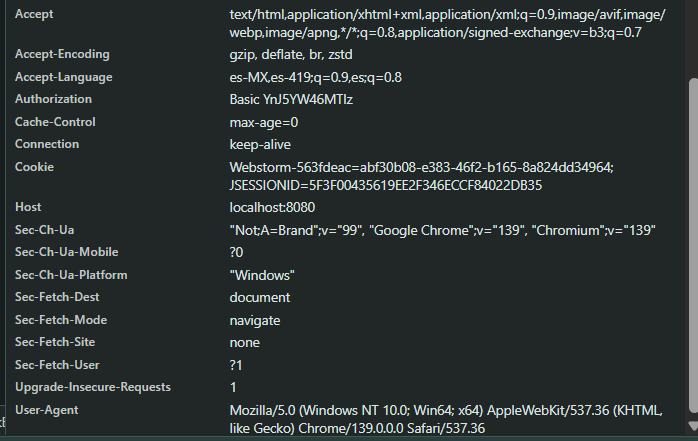 Accept text/html,application/xhtml+xml,application/xml;q=0.9,image/avif,image/
webp,image/apng,*/*;q=0.8,application/signed-exchange;v=b3;q=0.7
Accept-Encoding gzip, deflate, br, zstd
Accept-Language es-MX,es-419;q=0.9,es;q=0.8
Authorization Basic YnJ5YW46MTIz
Cache-Control max-age=0
Connection keep-alive
Cookie Webstorm-563fdeac=abf30b08-e383-46f2-b165-8a824dd34964;
JSESSIONID=5F3F00435619EE2F346ECCF84022DB35
Host localhost:8080
Sec-Ch-Ua "Not;A=Brand";v="99", "Google Chrome";v="139", "Chromium";v="139"
Sec-Ch-Ua-Mobile ?0
Sec-Ch-Ua-Platform "Windows"
Sec-Fetch-Dest document
Sec-Fetch-Mode navigate
Sec-Fetch-Site none
Sec-Fetch-User ?1
Upgrade-Insecure-Requests 1
User-Agent Mozilla/5.0 (Windows NT 10.0; Win64; x64) AppleWebKit/537.36 (KHTML,
like Gecko) Chrome/139.0.0.0 Safari/537.36